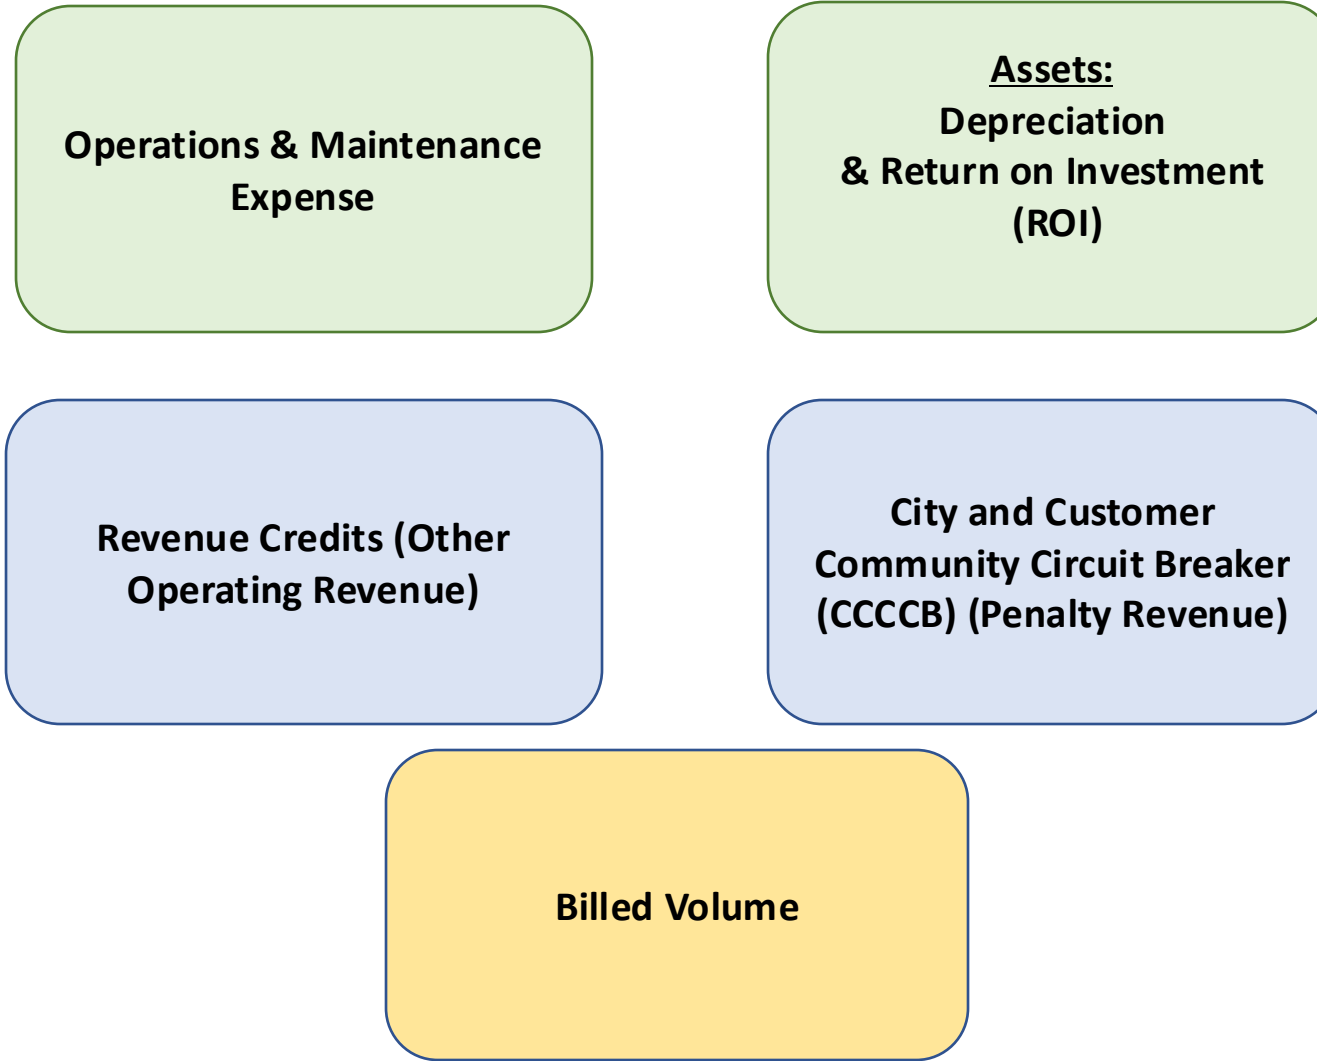 Operations & Maintenance
Expense
Assets:
Depreciation
& Return on Investment
(ROI)
Revenue Credits (Other
Operating Revenue)
City and Customer
Community Circuit Breaker
(CCCCB) (Penalty Revenue)
Billed Volume